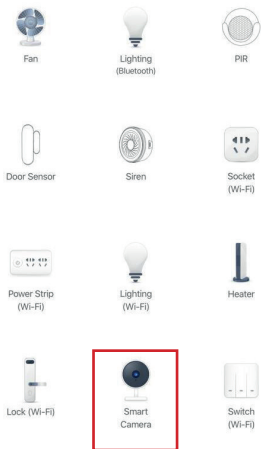 Fan
Lighting
(Bluetooth)
PIR
Door Sensor
Siren
Socket
(Wi-Fi)
Power Strip
(Wi-Fi)
Lighting
(Wi-Fi)
Heater
Lock (Wi-Fi)
Smart
Camera
Switch
(Wi-Fi)